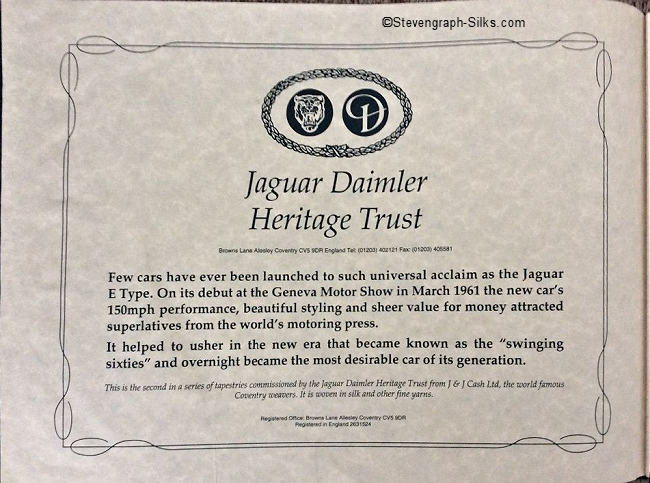 ©Stevengraph-Silks.com
Jaguar Daimler
Heritage Trust
Browns Lane Allesley Coventry CV5 9DR England Tel: (01203) 402121 Fax: (01203) 405581
Few cars have ever been launched to such universal acclaim as the Jaguar
E Type. On its debut at the Geneva Motor Show in March 1961 the new car's
150mph performance, beautiful styling and sheer value for money attracted
superlatives from the world's motoring press.
It helped to usher in the new era that became known as the "swinging
sixties" and overnight became the most desirable car of its generation.
This is the second in a series of tapestries commissioned by the Jaguar Daimler Heritage Trust from J & J Cash Ltd, the world famous
Coventry weavers. It is woven in silk and other fine yarns.
Registered Office: Browns Lane Allesley Coventry CV5 9DR
Registered in England 2631524